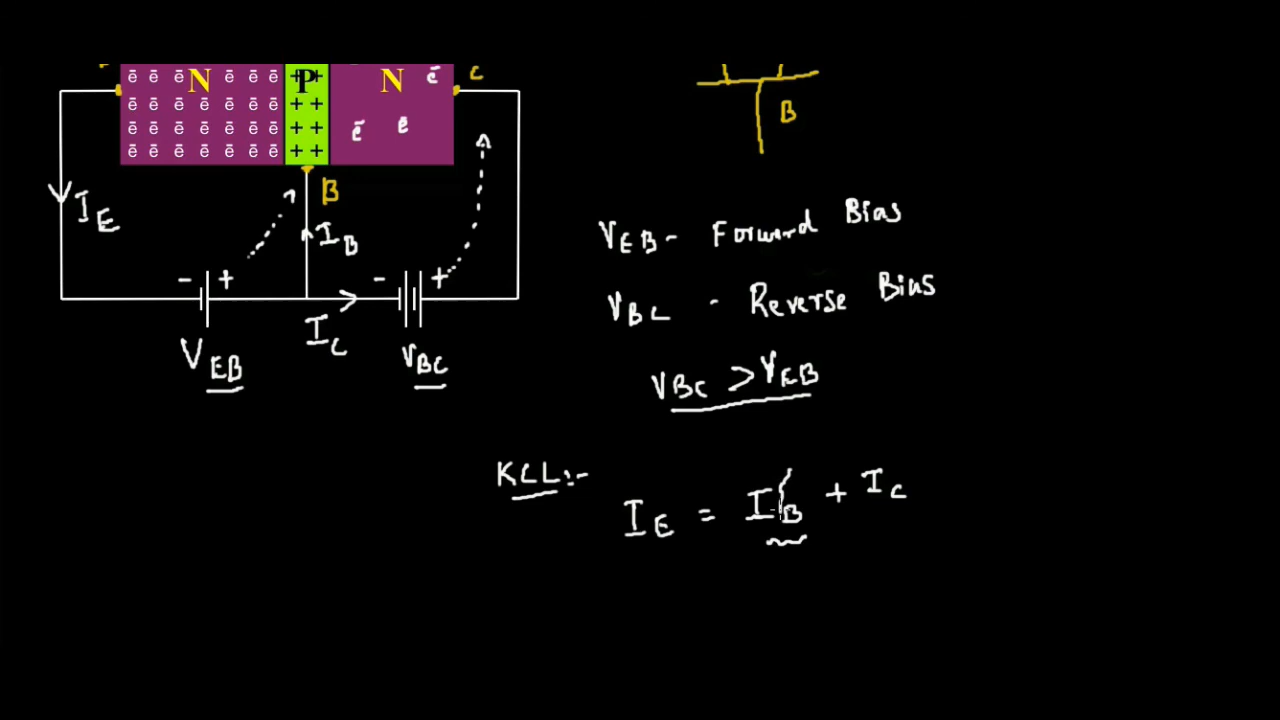 N P N C
ē ē ē ē ē ē ē + + ē
ē ē ē ē ē ē ē + +
ē ē ē ē ē ē ē + + ē ē
ē ē ē ē ē ē ē + +
B
B
I_E
I_B
- +
- +
I_C
V_EB
V_BC
V_EB - Forward Bias
V_BC - Reverse Bias
V_BC > V_EB
KCL:-
I_E = I_B + I_C